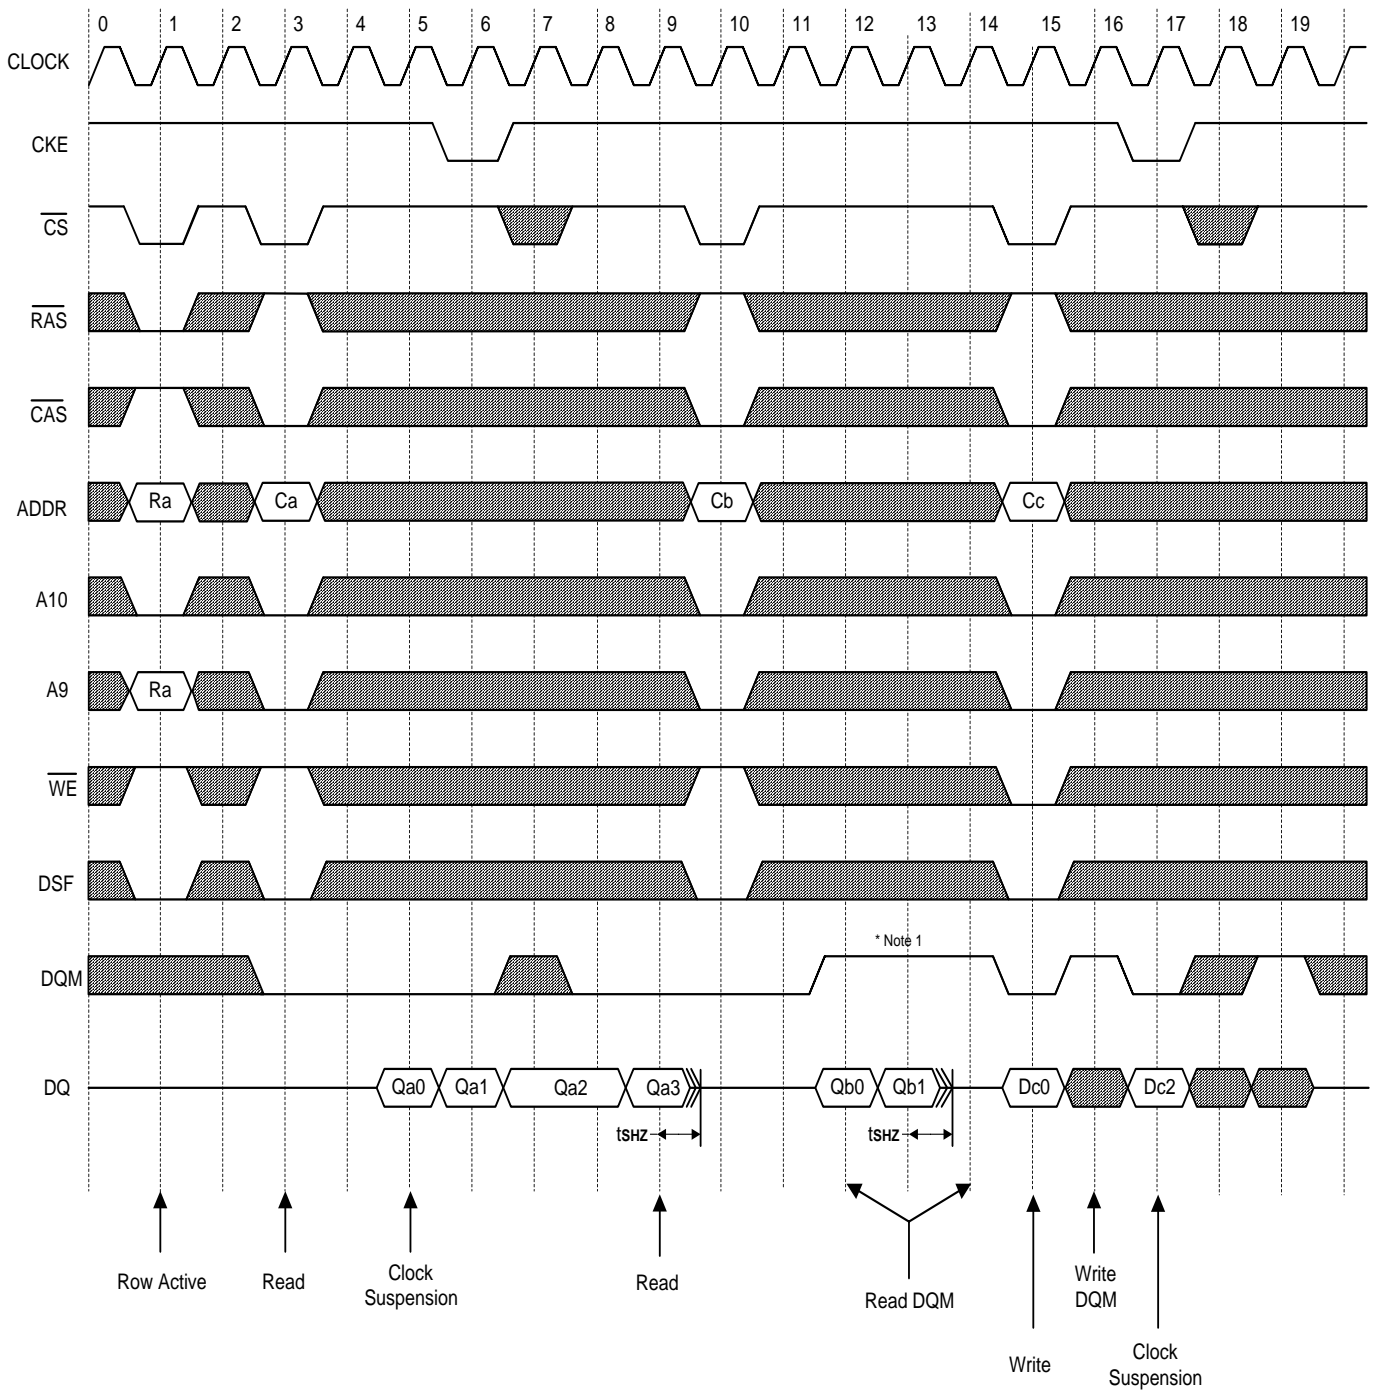 0 1 2 3 4 5 6 7 8 9 10 11 12 13 14 15 16 17 18 19
CLOCK
CKE
CS
RAS
CAS
ADDR
Ra
Ca
Cb
Cc
A10
A9
Ra
WE
DSF
* Note 1
DQM
DQ
Qa0
Qa1
Qa2
Qa3
Qb0
Qb1
Dc0
Dc2
tSHZ
tSHZ
Row Active
Read
Clock
Suspension
Read
Read DQM
Write
Write
DQM
Clock
Suspension